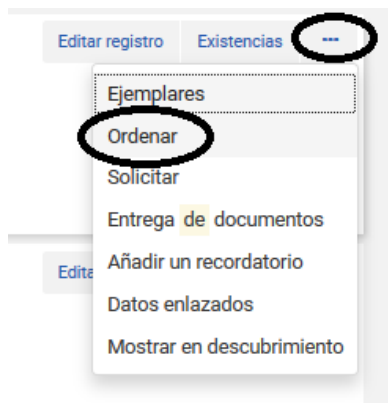 Editar registro Existencias ...
Ejemplares
Ordenar
Solicitar
Entrega de documentos
Edita
Añadir un recordatorio
Datos enlazados
Mostrar en descubrimiento